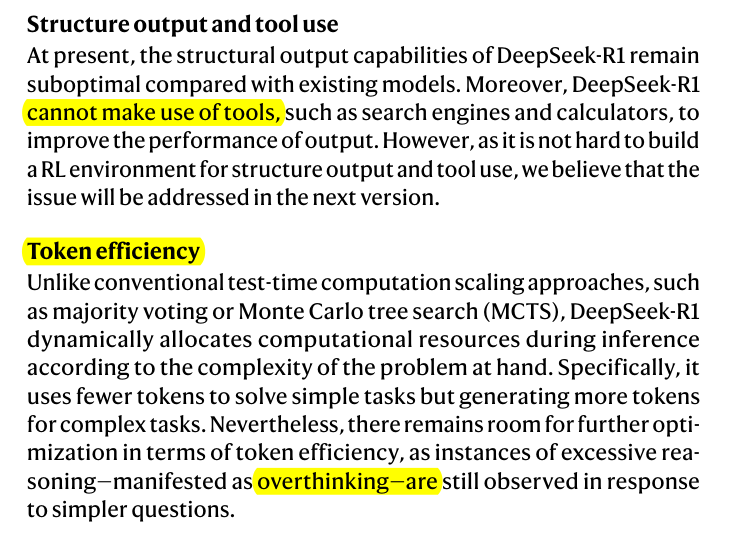 Structure output and tool use
At present, the structural output capabilities of DeepSeek-R1 remain
suboptimal compared with existing models. Moreover, DeepSeek-R1
cannot make use of tools, such as search engines and calculators, to
improve the performance of output. However, as it is not hard to build
a RL environment for structure output and tool use, we believe that the
issue will be addressed in the next version.
Token efficiency
Unlike conventional test-time computation scaling approaches, such
as majority voting or Monte Carlo tree search (MCTS), DeepSeek-R1
dynamically allocates computational resources during inference
according to the complexity of the problem at hand. Specifically, it
uses fewer tokens to solve simple tasks but generating more tokens
for complex tasks. Nevertheless, there remains room for further opti-
mization in terms of token efficiency, as instances of excessive rea-
soning—manifested as overthinking—are still observed in response
to simpler questions.